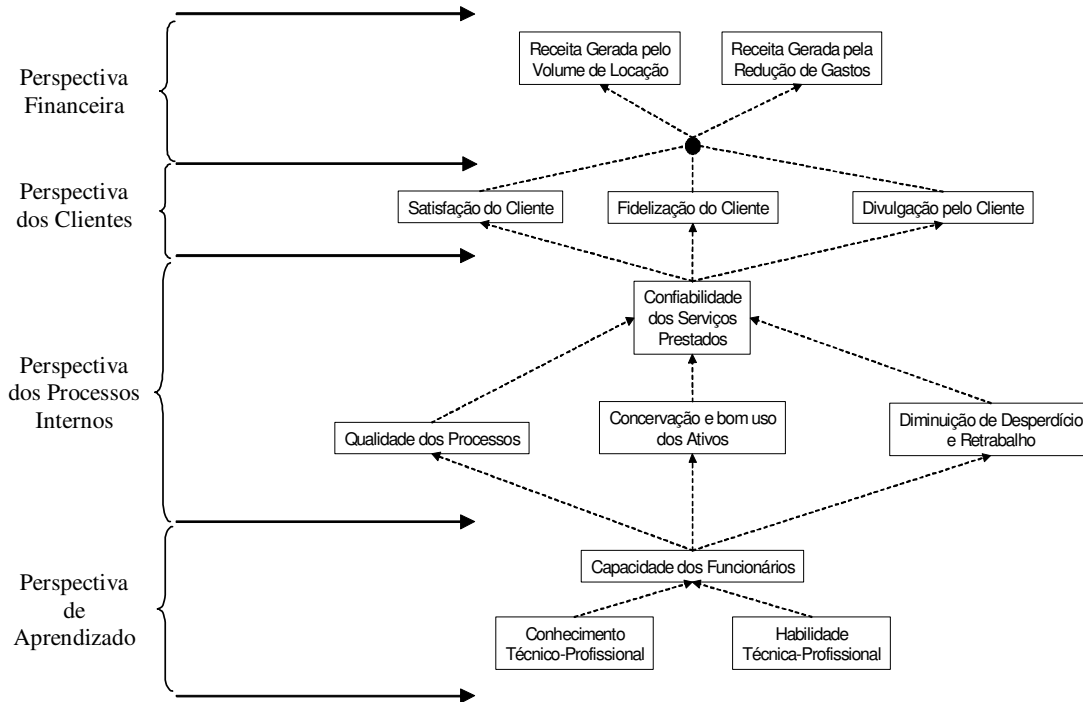 Perspectiva
Financeira
Receita Gerada pelo
Volume de Locação
Receita Gerada pela
Redução de Gastos
Perspectiva
dos Clientes
Satisfação do Cliente
Fidelização do Cliente
Divulgação pelo Cliente
Perspectiva
dos Processos
Internos
Confiabilidade
dos Serviços
Prestados
Qualidade dos Processos
Concervação e bom uso
dos Ativos
Diminuição de Desperdício
e Retrabalho
Perspectiva
de
Aprendizado
Capacidade dos Funcionários
Conhecimento
Técnico-Profissional
Habilidade
Técnica-Profissional